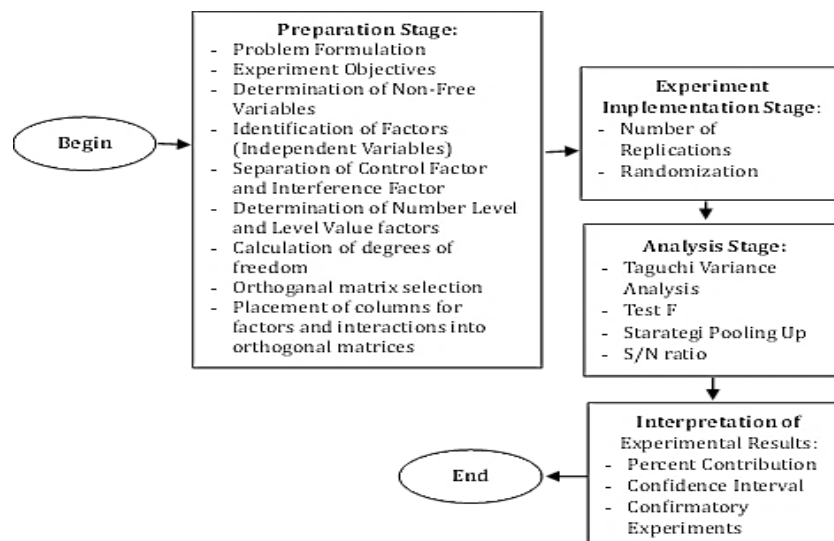 Begin
Preparation Stage:
- Problem Formulation
- Experiment Objectives
- Determination of Non-Free
Variables
- Identification of Factors
(Independent Variables)
- Separation of Control Factor
and Interference Factor
- Determination of Number Level
and Level Value factors
- Calculation of degrees of
freedom
- Orthoganal matrix selection
- Placement of columns for
factors and interactions into
orthogonal matrices
Experiment
Implementation Stage:
- Number of
Replications
- Randomization
Analysis Stage:
- Taguchi Variance
Analysis
- Test F
- Starategi Pooling Up
- S/N ratio
Interpretation of
Experimental Results:
- Percent Contribution
- Confidence Interval
- Confirmatory
Experiments
End